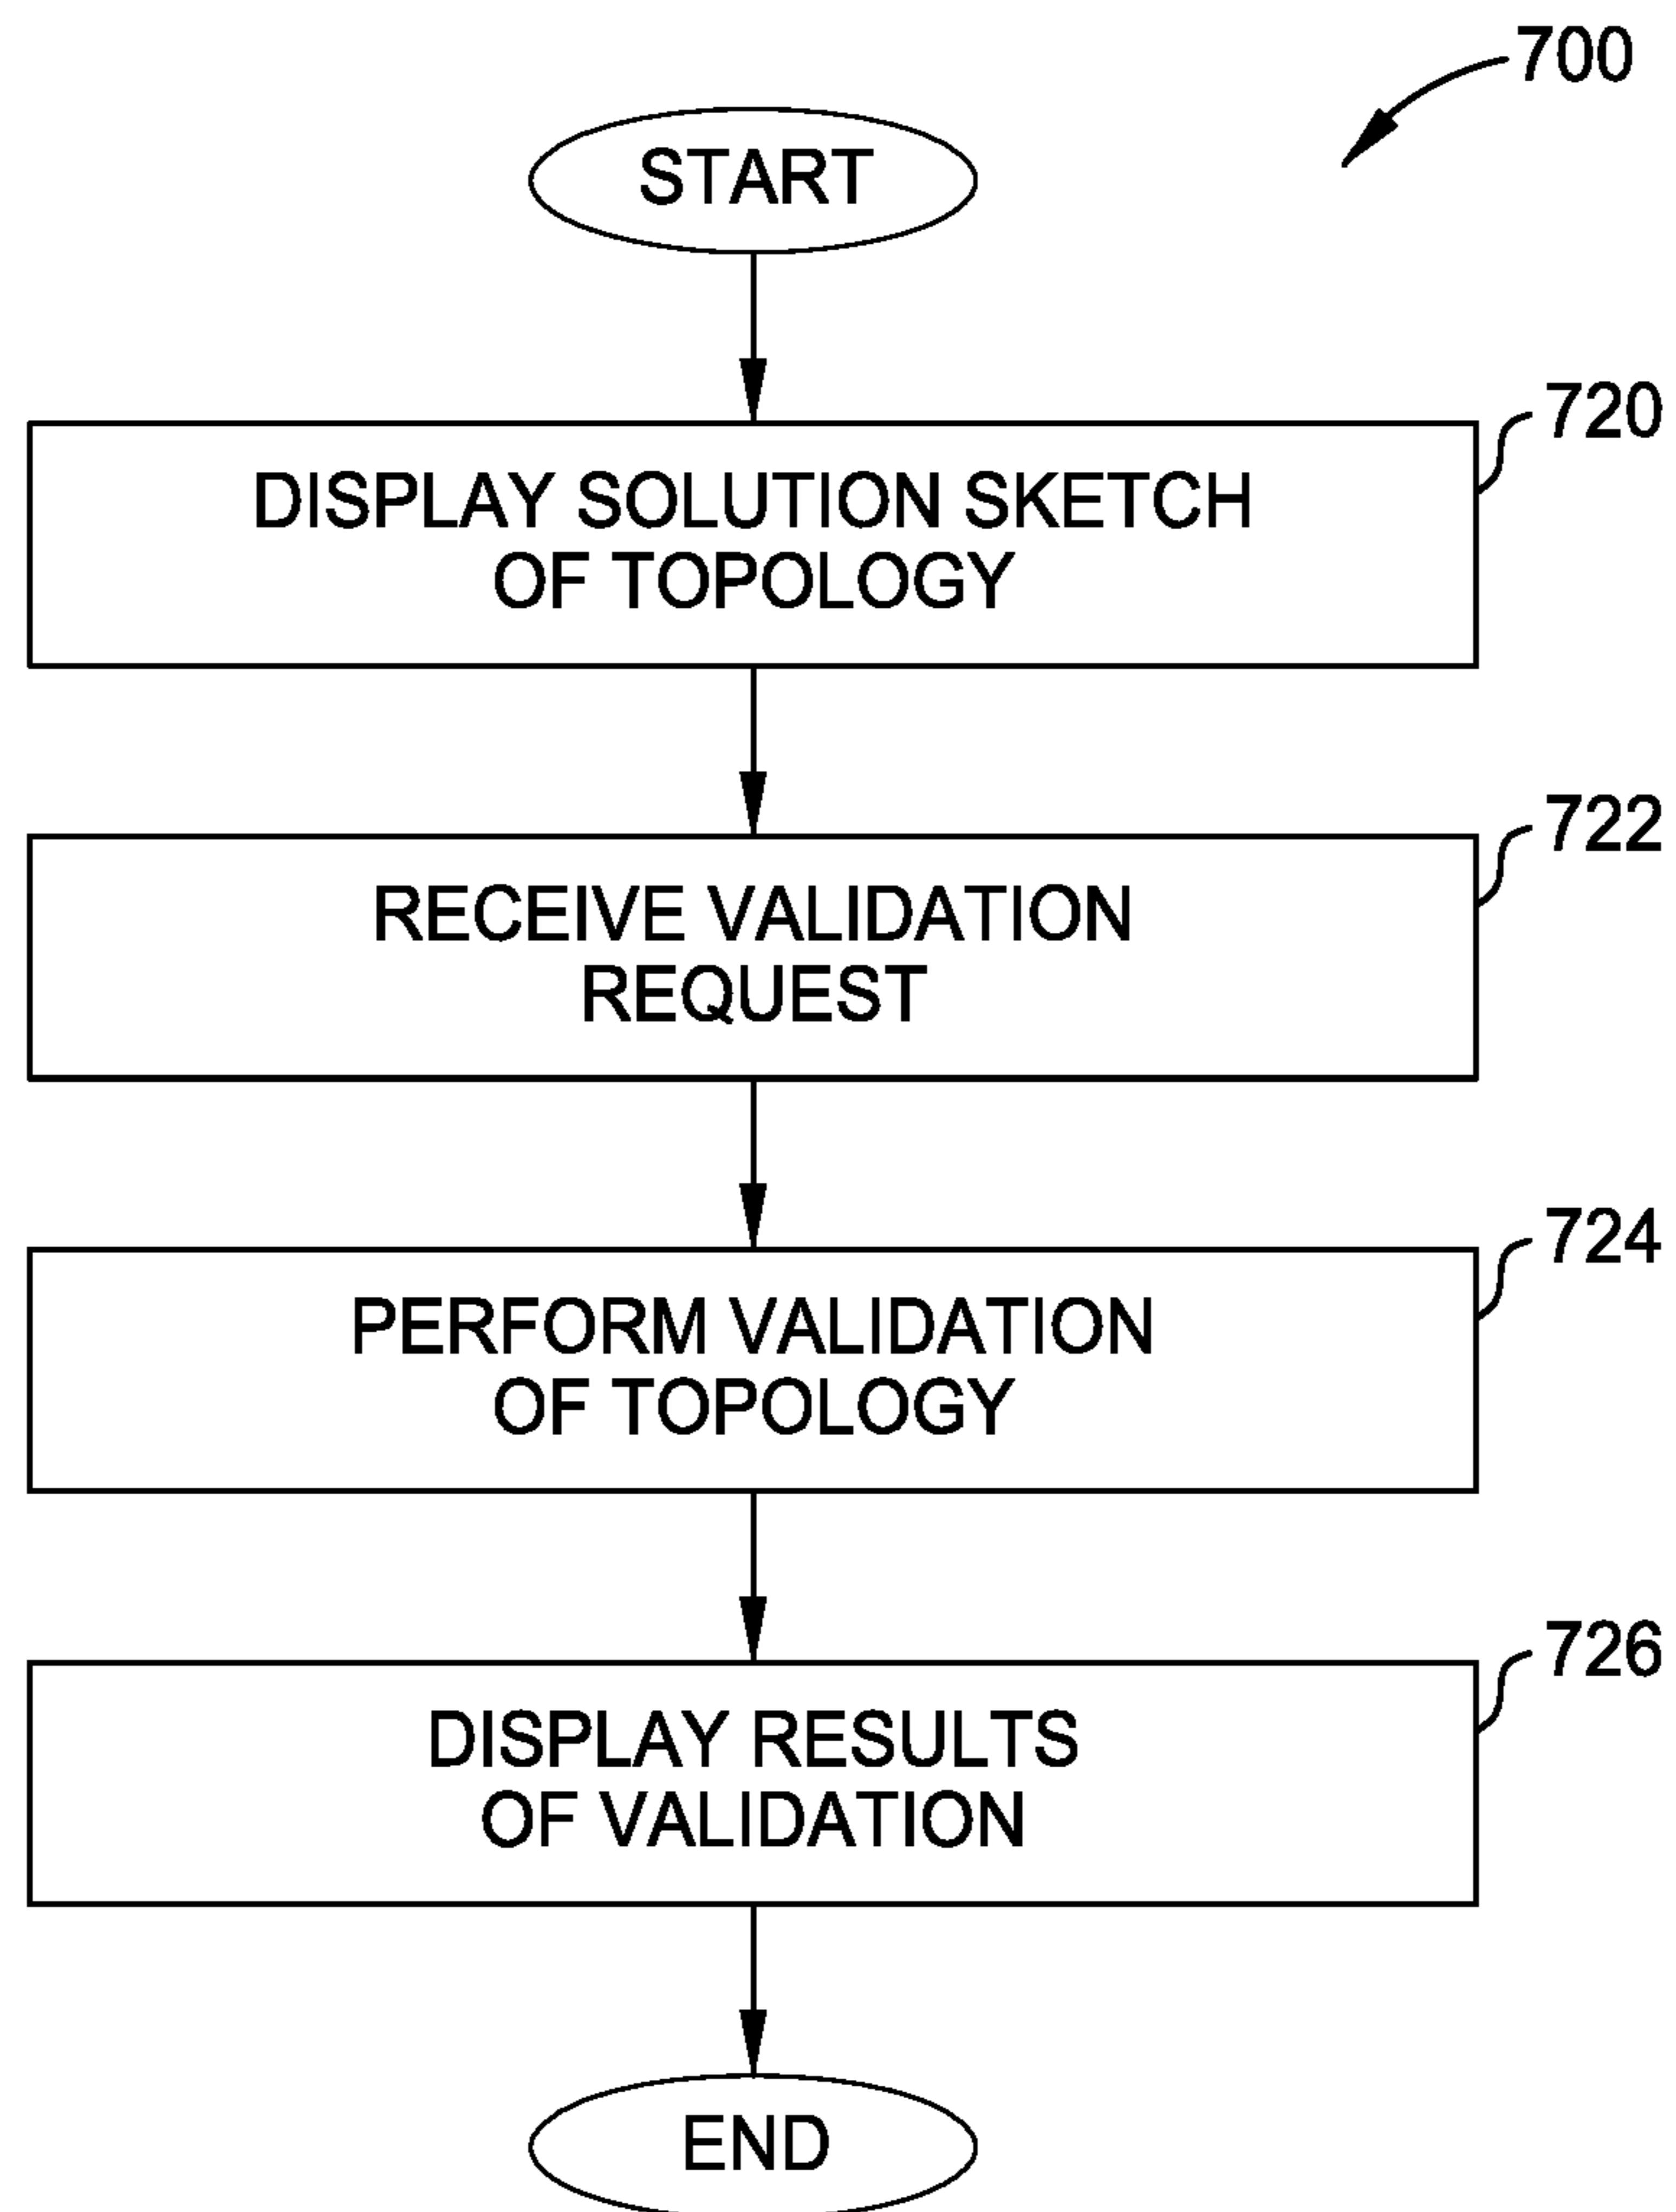 700
START
720
DISPLAY SOLUTION SKETCH
OF TOPOLOGY
722
RECEIVE VALIDATION
REQUEST
724
PERFORM VALIDATION
OF TOPOLOGY
726
DISPLAY RESULTS
OF VALIDATION
END